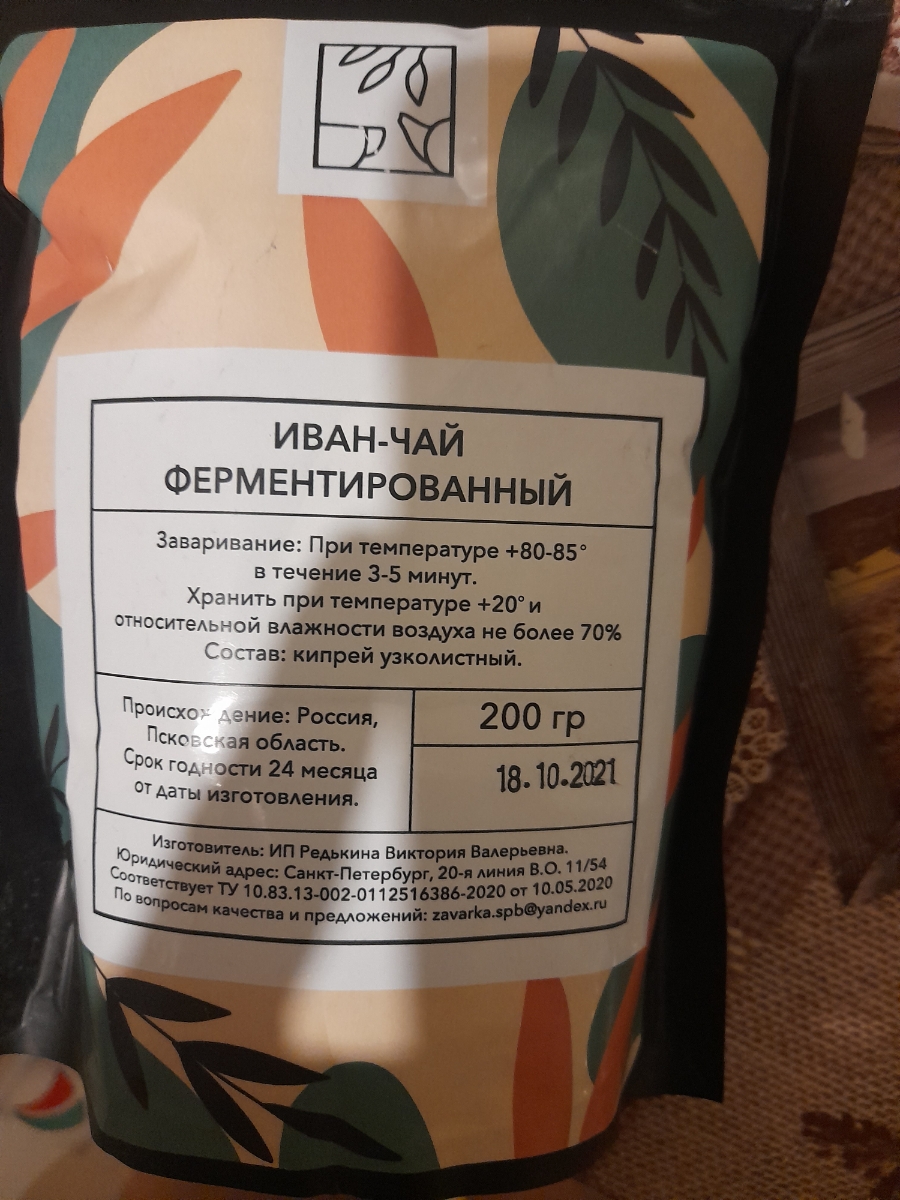 ИВАН-ЧАЙ
ФЕРМЕНТИРОВАННЫЙ
Заваривание: При температуре +80-85°
в течение 3-5 минут.
Хранить при температуре +20° и
относительной влажности воздуха не более 70%
Состав: кипрей узколистный.
Происхождение: Россия,
Псковская область.
Срок годности 24 месяца
от даты изготовления.
200 гр
18.10.2021
Изготовитель: ИП Редькина Виктория Валерьевна.
Юридический адрес: Санкт-Петербург, 20-я линия В.О. 11/54
Соответствует ТУ 10.83.13-002-0112516386-2020 от 10.05.2020
По вопросам качества и предложений: zavarka.spb@yandex.ru